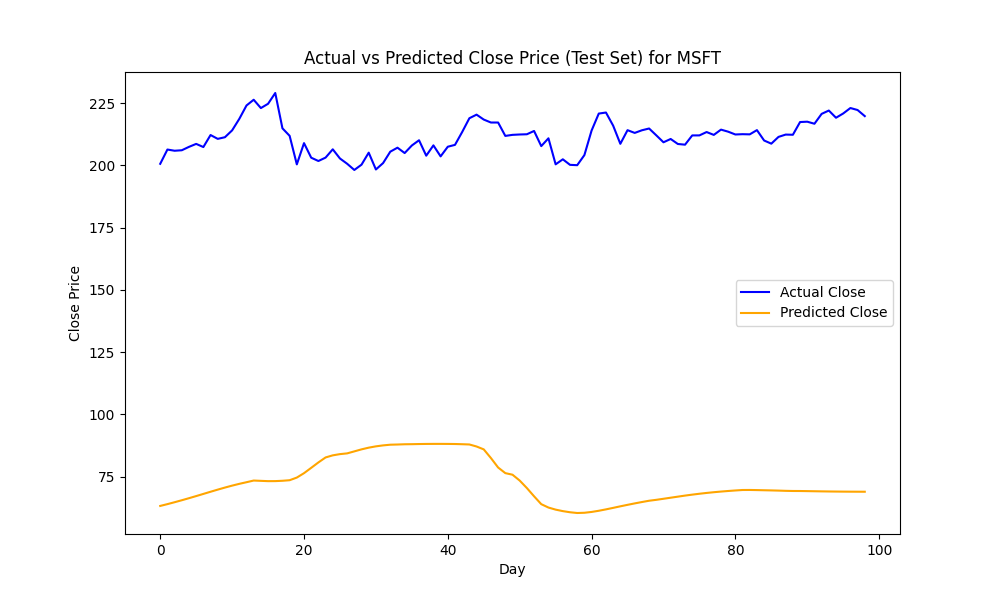 Actual vs Predicted Close Price (Test Set) for MSFT
225
200
175
150
125
100
75
Close Price
Actual Close
Predicted Close
0 20 40 60 80 100
Day